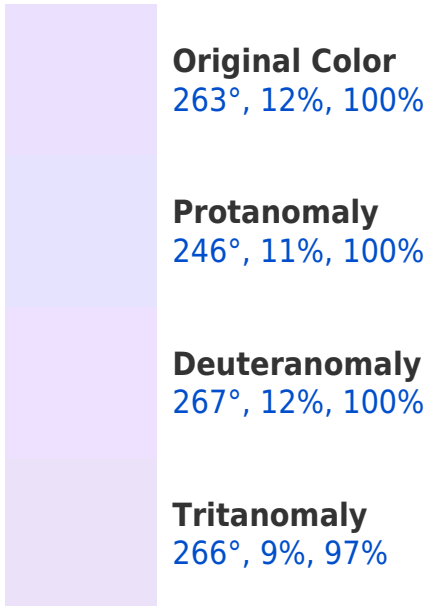 Original Color
263°, 12%, 100%
Protanomaly
246°, 11%, 100%
Deuteranomaly
267°, 12%, 100%
Tritanomaly
266°, 9%, 97%